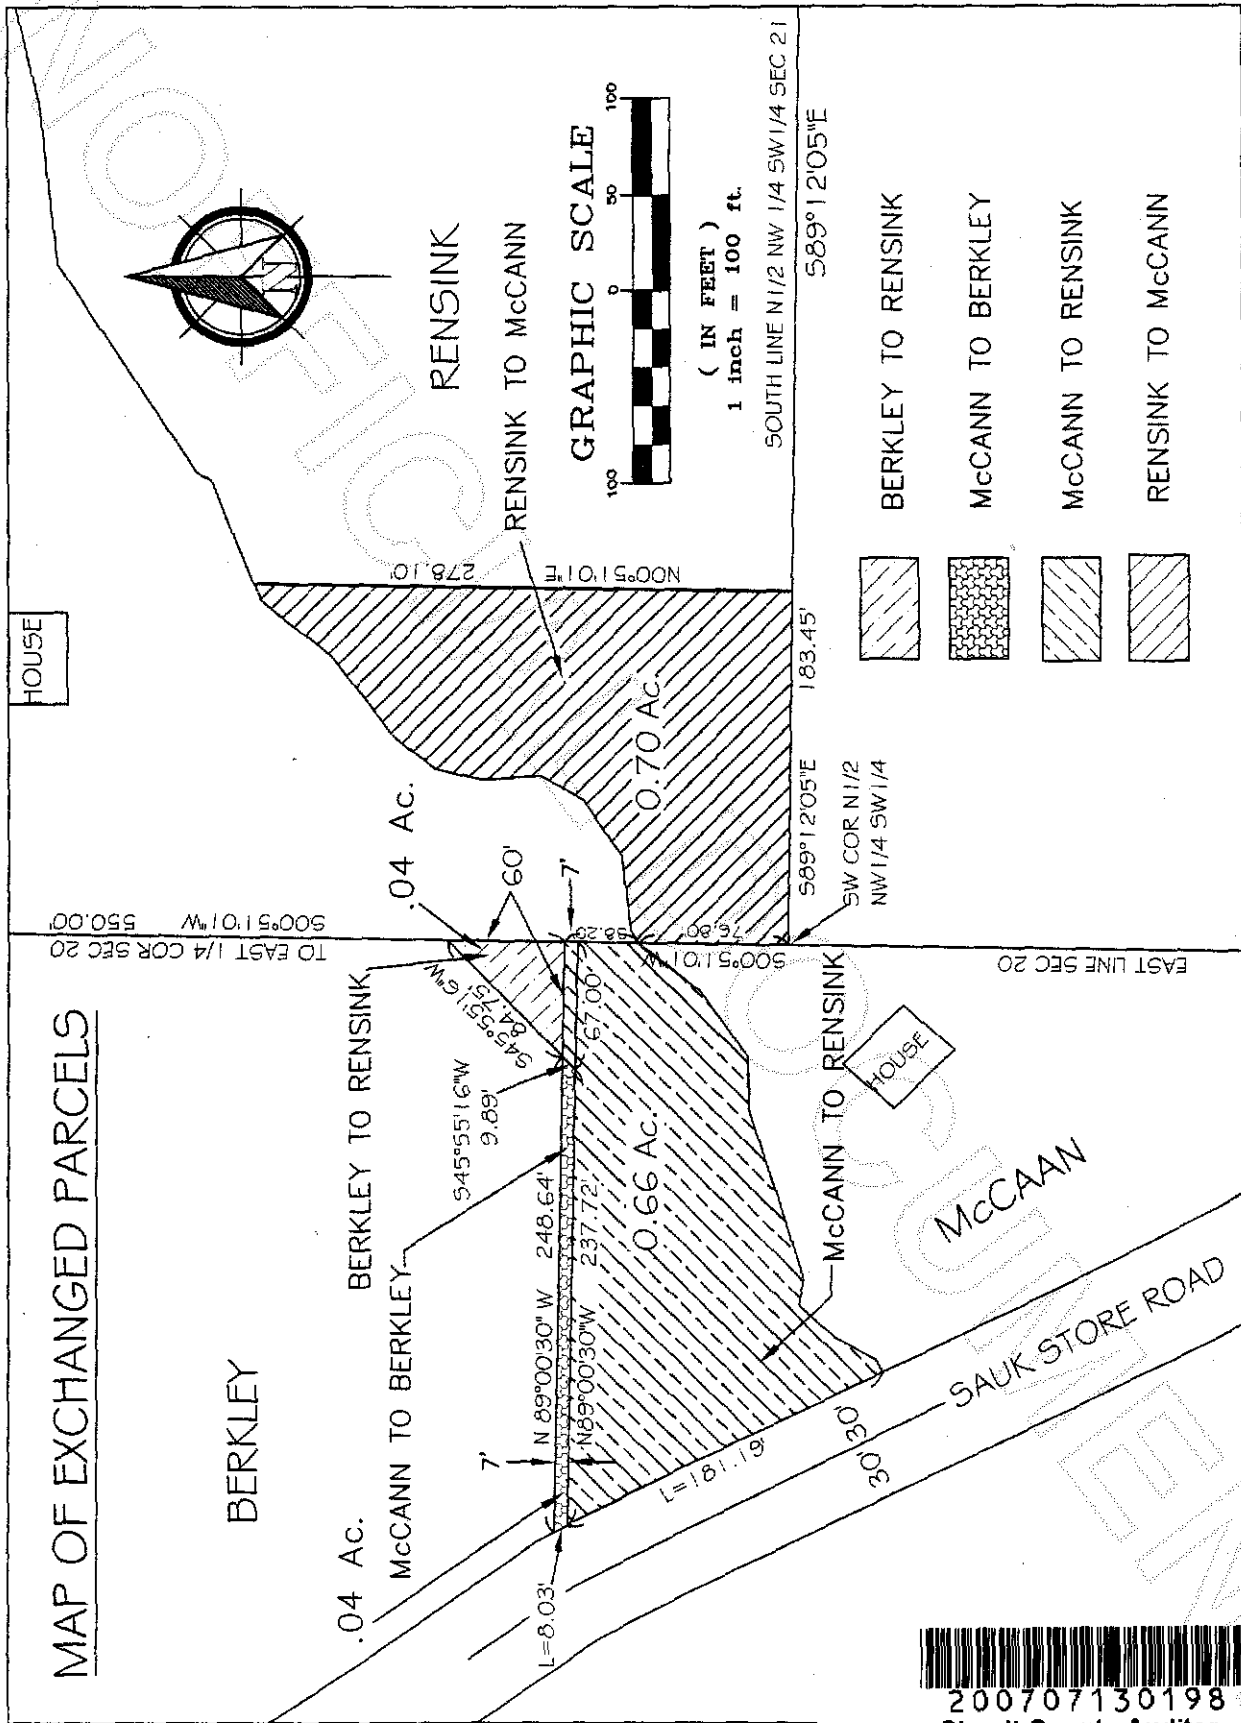 MAP OF EXCHANGED PARCELS
BERKLEY
.04 Ac.
BERKLEY TO RENSINK
McCANN TO BERKLEY
S45°55'16"W
9.89'
S45°55'16"W
84.75'
.04 Ac.
60'
7'
7'
L=8.03'
N 89°00'30" W 248.64'
N89°00'30"W 237.72'
67.00'
0.66 Ac.
L=181.19'
McCANN TO RENSINK
HOUSE
McCAAN
SAUK STORE ROAD
30' 30'
TO EAST 1/4 COR SEC 20
S00°51'01"W 550.00'
S00°51'01"W
76.80'
EAST LINE SEC 20
HOUSE
RENSINK
RENSINK TO McCANN
0.70 Ac.
N00°51'01"E 278.10'
S89°12'05"E 183.45'
SW COR N1/2
NW1/4 SW1/4
N
GRAPHIC SCALE
100 0 50 100
( IN FEET )
1 inch = 100 ft.
SOUTH LINE N1/2 NW 1/4 SW1/4 SEC 21
S89°12'05"E
BERKLEY TO RENSINK
McCANN TO BERKLEY
McCANN TO RENSINK
RENSINK TO McCANN
UNOFFICIAL DOCUMENT
200707130198